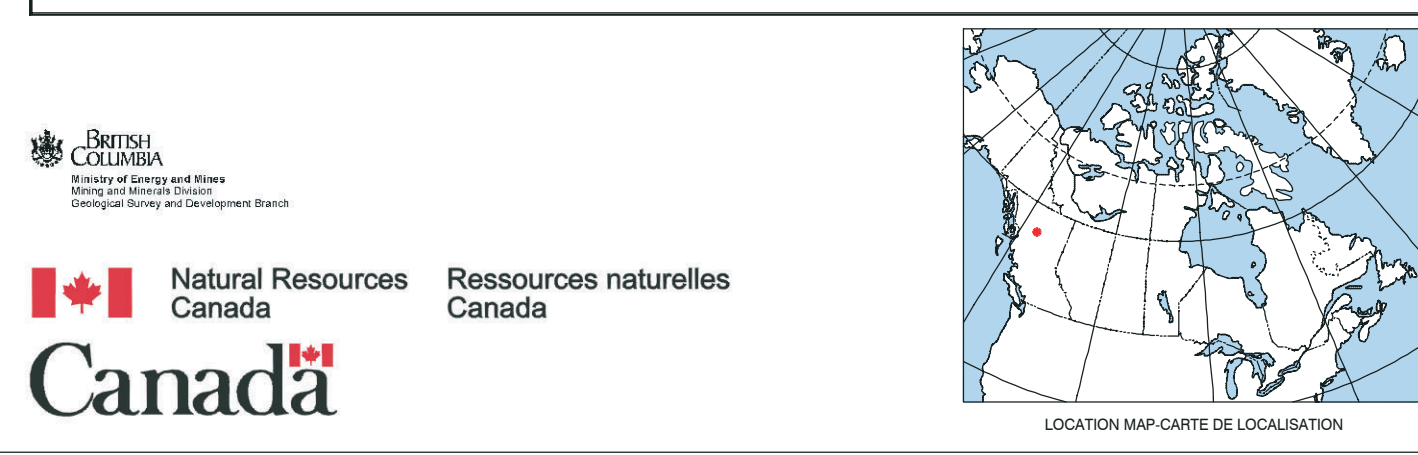 BRITISH
COLUMBIA
Ministry of Energy and Mines
Mining and Minerals Division
Geological Survey and Development Branch
Natural Resources
Canada
Ressources naturelles
Canada
Canada
LOCATION MAP-CARTE DE LOCALISATION